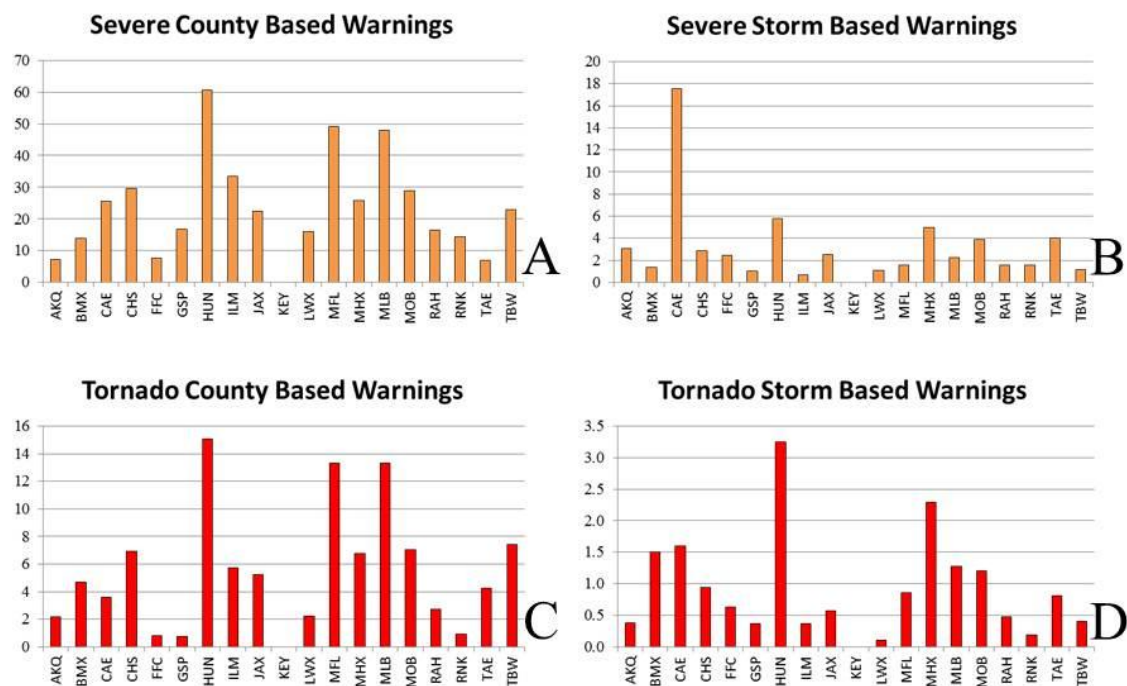 Severe County Based Warnings
70
60
50
40
30
20
10
0
AKQ
BMX
CAE
CHS
FFC
GSP
HUN
ILM
JAX
KEY
LWX
MFL
MHX
MLB
MOB
RAH
RNK
TAE
TBW
A
Severe Storm Based Warnings
20
18
16
14
12
10
8
6
4
2
0
AKQ
BMX
CAE
CHS
FFC
GSP
HUN
ILM
JAX
KEY
LWX
MFL
MHX
MLB
MOB
RAH
RNK
TAE
TBW
B
Tornado County Based Warnings
16
14
12
10
8
6
4
2
0
AKQ
BMX
CAE
CHS
FFC
GSP
HUN
ILM
JAX
KEY
LWX
MFL
MHX
MLB
MOB
RAH
RNK
TAE
TBW
C
Tornado Storm Based Warnings
3.5
3.0
2.5
2.0
1.5
1.0
0.5
0.0
AKQ
BMX
CAE
CHS
FFC
GSP
HUN
ILM
JAX
KEY
LWX
MFL
MHX
MLB
MOB
RAH
RNK
TAE
TBW
D